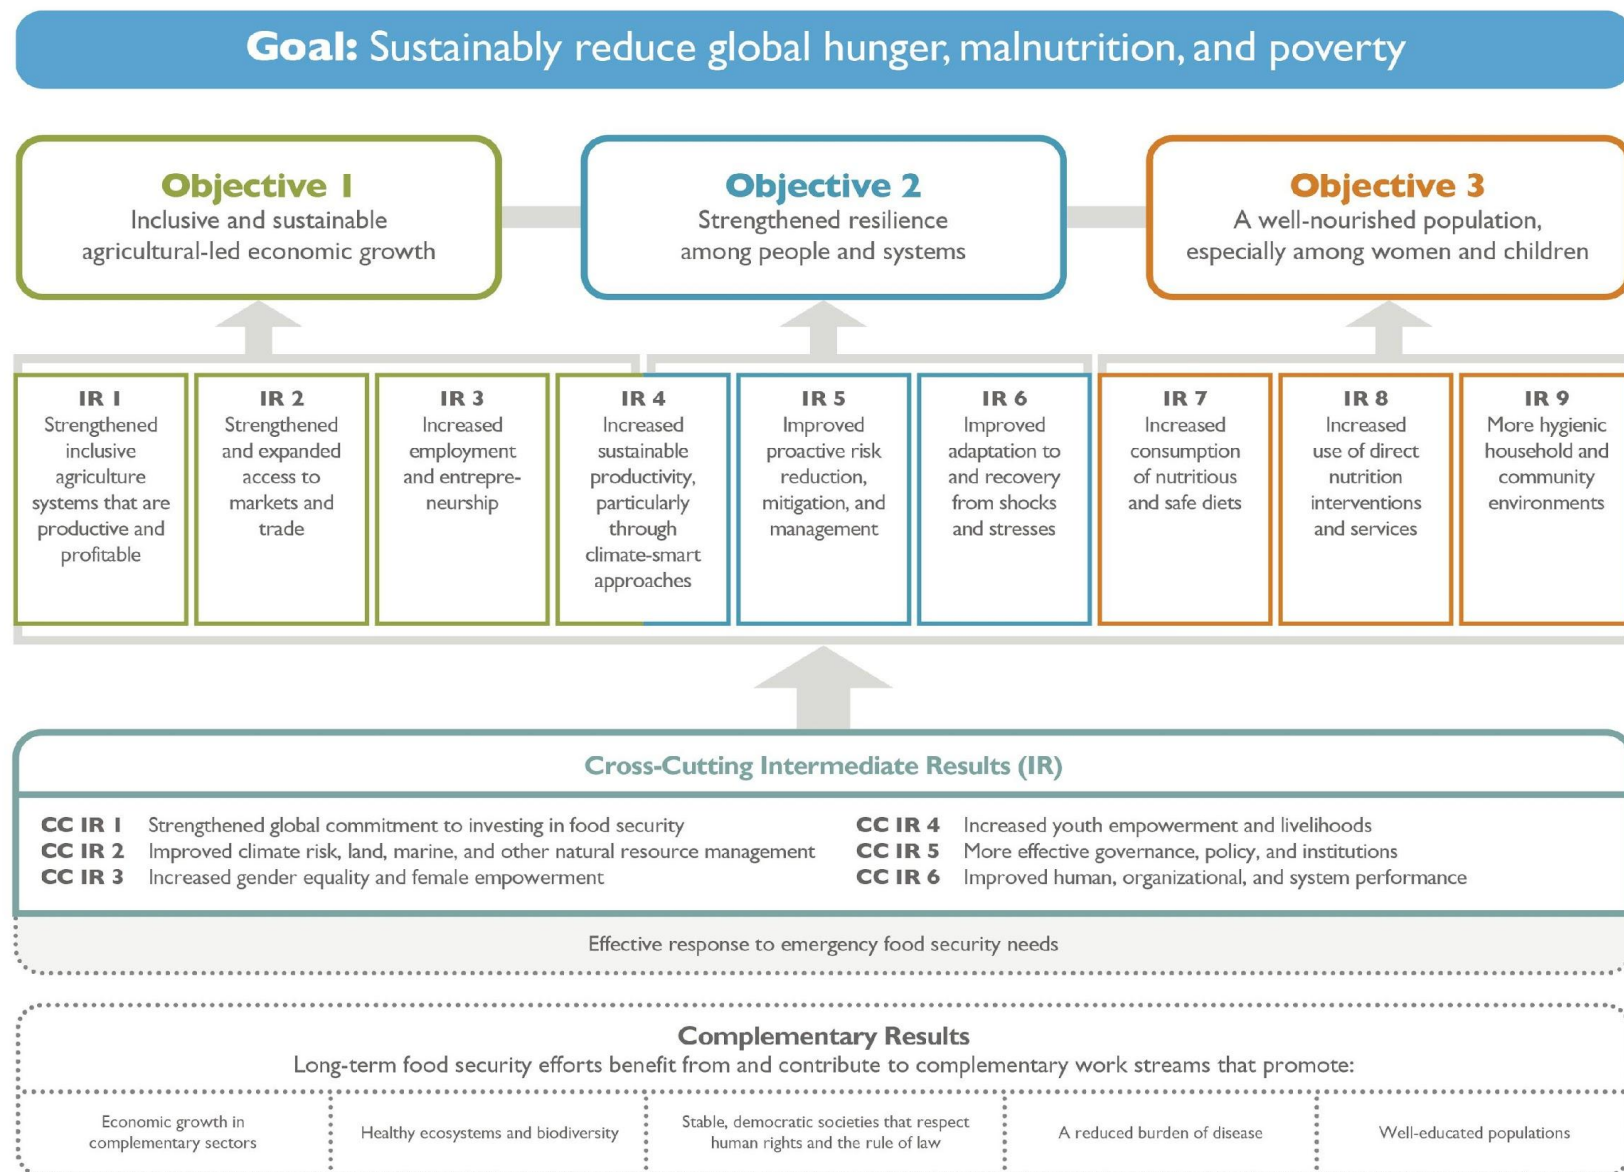 Goal: Sustainably reduce global hunger, malnutrition, and poverty
Objective 1
Inclusive and sustainable
agricultural-led economic growth
Objective 2
Strengthened resilience
among people and systems
Objective 3
A well-nourished population,
especially among women and children
IR 1
Strengthened
inclusive
agriculture
systems that are
productive and
profitable
IR 2
Strengthened
and expanded
access to
markets and
trade
IR 3
Increased
employment
and entrepre-
neurship
IR 4
Increased
sustainable
productivity,
particularly
through
climate-smart
approaches
IR 5
Improved
proactive risk
reduction,
mitigation, and
management
IR 6
Improved
adaptation to
and recovery
from shocks
and stresses
IR 7
Increased
consumption
of nutritious
and safe diets
IR 8
Increased
use of direct
nutrition
interventions
and services
IR 9
More hygienic
household and
community
environments
Cross-Cutting Intermediate Results (IR)
CC IR 1 Strengthened global commitment to investing in food security
CC IR 2 Improved climate risk, land, marine, and other natural resource management
CC IR 3 Increased gender equality and female empowerment
CC IR 4 Increased youth empowerment and livelihoods
CC IR 5 More effective governance, policy, and institutions
CC IR 6 Improved human, organizational, and system performance
Effective response to emergency food security needs
Complementary Results
Long-term food security efforts benefit from and contribute to complementary work streams that promote:
Economic growth in
complementary sectors
Healthy ecosystems and biodiversity
Stable, democratic societies that respect
human rights and the rule of law
A reduced burden of disease
Well-educated populations